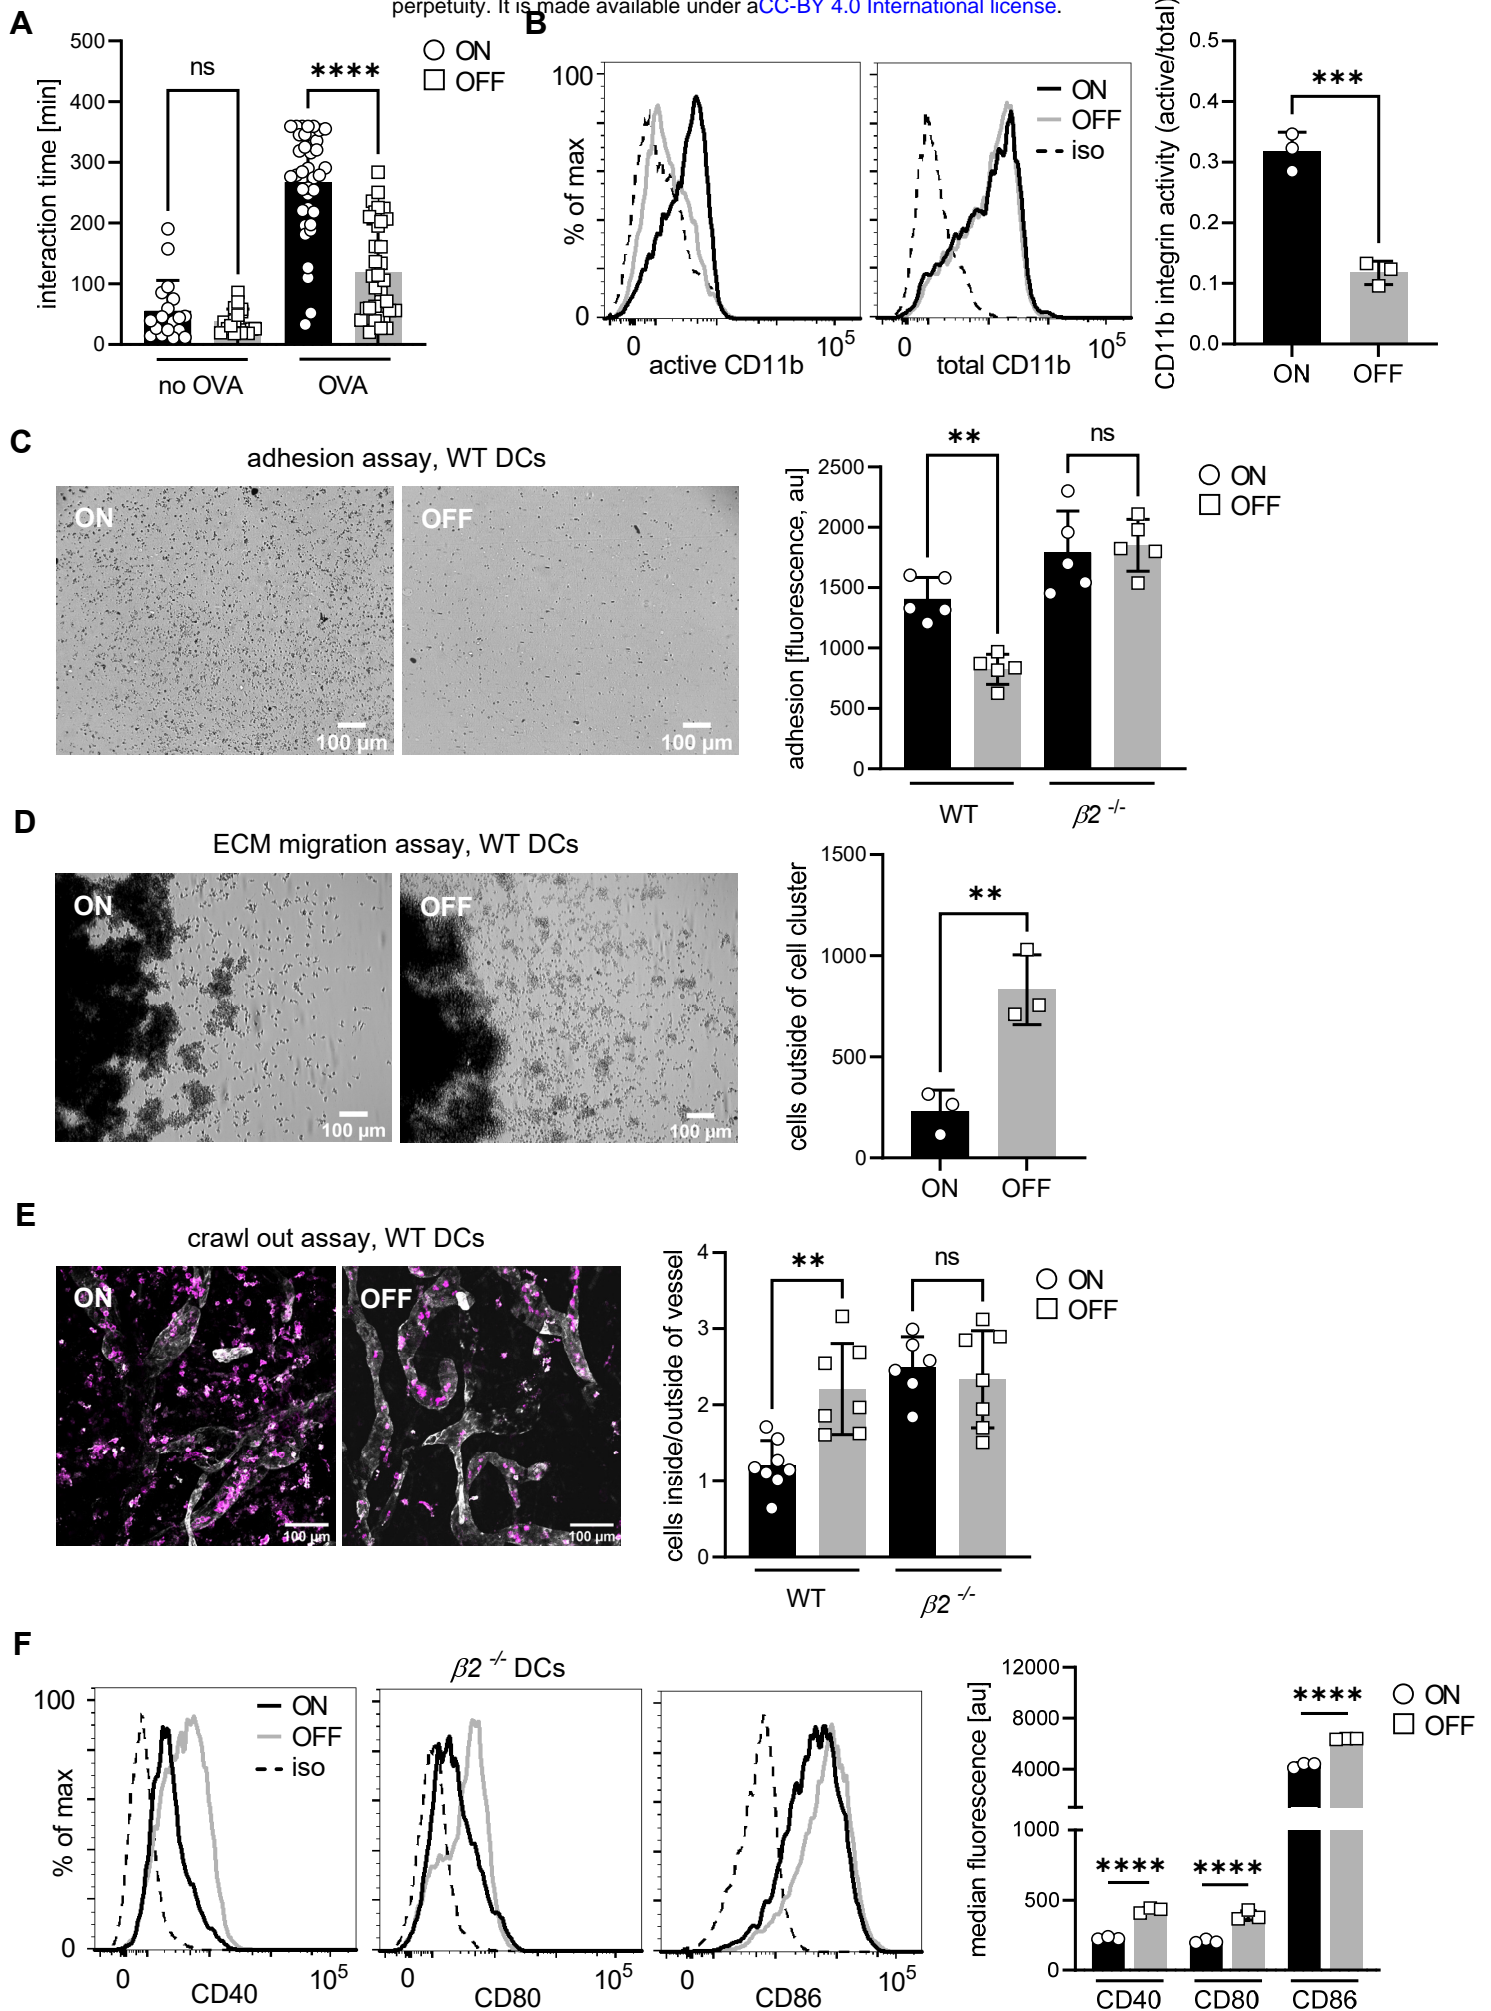 perpetuity. It is made available under aCC-BY 4.0 International license.
A
500
400
300
200
100
0
interaction time [min]
ns
****
ON
OFF
no OVA
OVA
B
100
0
% of max
0
10^5
active CD11b
ON
OFF
iso
0
10^5
total CD11b
CD11b integrin activity (active/total)
0.5
0.4
0.3
0.2
0.1
0.0
***
ON
OFF
C
adhesion assay, WT DCs
ON
100 µm
OFF
100 µm
adhesion [fluorescence, au]
2500
2000
1500
1000
500
0
**
ns
ON
OFF
WT
β2 -/-
D
ECM migration assay, WT DCs
ON
100 µm
OFF
100 µm
cells outside of cell cluster
1500
1000
500
0
**
ON
OFF
E
crawl out assay, WT DCs
ON
100 µm
OFF
100 µm
cells inside/outside of vessel
4
3
2
1
0
**
ns
ON
OFF
WT
β2 -/-
F
β2 -/- DCs
100
0
% of max
ON
OFF
iso
0
10^5
CD40
0
10^5
CD80
0
10^5
CD86
median fluorescence [au]
12000
8000
4000
1000
500
0
****
****
****
ON
OFF
CD40
CD80
CD86